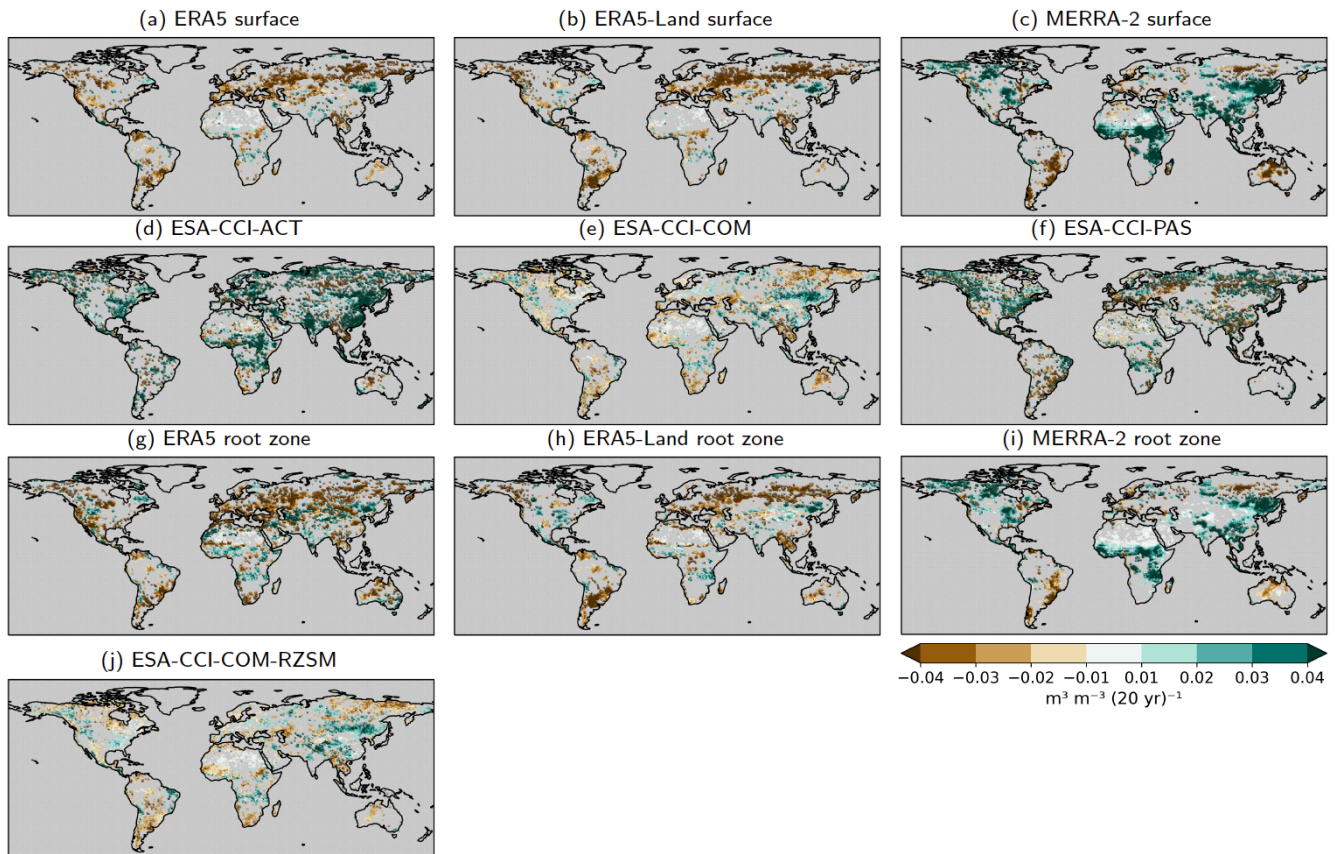 (a) ERA5 surface
(b) ERA5-Land surface
(c) MERRA-2 surface
(d) ESA-CCI-ACT
(e) ESA-CCI-COM
(f) ESA-CCI-PAS
(g) ERA5 root zone
(h) ERA5-Land root zone
(i) MERRA-2 root zone
−0.04 −0.03 −0.02 −0.01 0.01 0.02 0.03 0.04
m³ m⁻³ (20 yr)⁻¹
(j) ESA-CCI-COM-RZSM